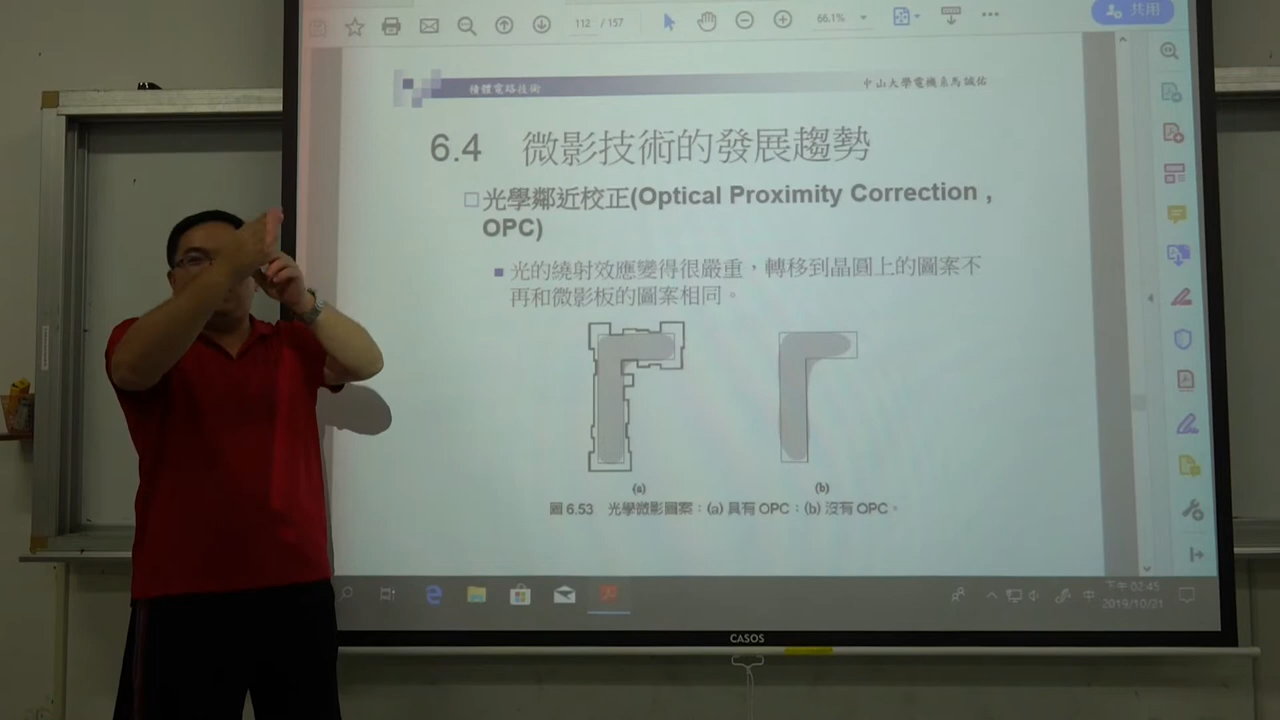 112 / 157
66.1%
共用
積體電路技術
中山大學電機系馬誠佑
6.4 微影技術的發展趨勢
光學鄰近校正(Optical Proximity Correction ,
OPC)
光的繞射效應變得很嚴重，轉移到晶圓上的圖案不
再和微影板的圖案相同。
(a)
(b)
圖 6.53 光學微影圖案：(a) 具有 OPC；(b) 沒有 OPC。
中
下午 02:45
2019/10/21
CASOS